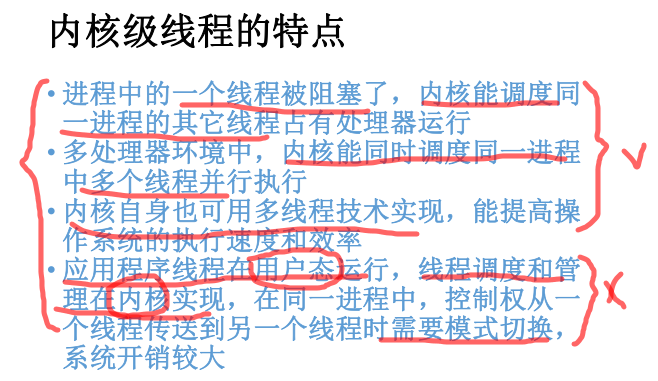 内核级线程的特点
• 进程中的一个线程被阻塞了，内核能调度同
一进程的其它线程占有处理器运行
• 多处理器环境中，内核能同时调度同一进程
中多个线程并行执行
• 内核自身也可用多线程技术实现，能提高操
作系统的执行速度和效率
• 应用程序线程在用户态运行，线程调度和管
理在内核实现，在同一进程中，控制权从一
个线程传送到另一个线程时需要模式切换，
系统开销较大